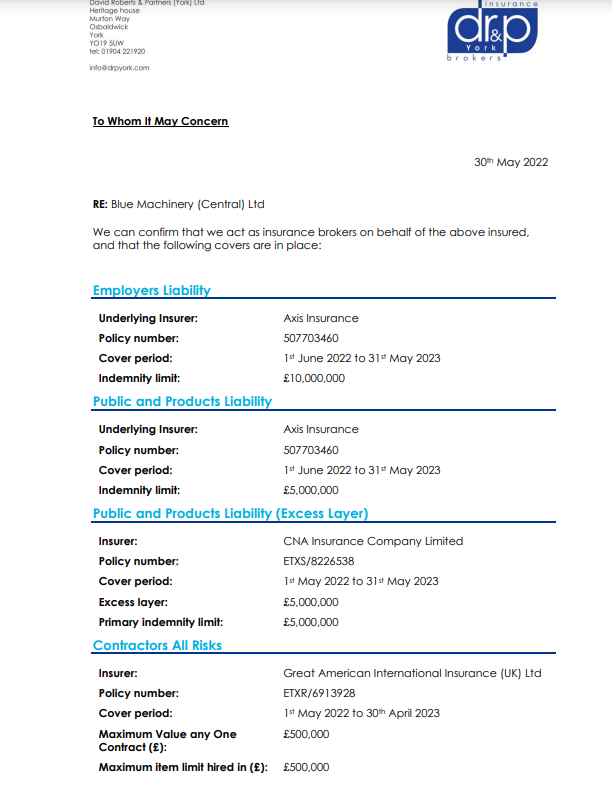 David Roberts & Partners (York) Ltd
Heritage house
Murton Way
Osbaldwick
York
YO19 5UW
tel: 01904 221920
info@drpyork.com
insurance
dr&p
York
brokers
To Whom It May Concern
30th May 2022
RE: Blue Machinery (Central) Ltd
We can confirm that we act as insurance brokers on behalf of the above insured,
and that the following covers are in place:
Employers Liability
Underlying Insurer: Axis Insurance
Policy number: 507703460
Cover period: 1st June 2022 to 31st May 2023
Indemnity limit: £10,000,000
Public and Products Liability
Underlying Insurer: Axis Insurance
Policy number: 507703460
Cover period: 1st June 2022 to 31st May 2023
Indemnity limit: £5,000,000
Public and Products Liability (Excess Layer)
Insurer: CNA Insurance Company Limited
Policy number: ETXS/8226538
Cover period: 1st May 2022 to 31st May 2023
Excess layer: £5,000,000
Primary indemnity limit: £5,000,000
Contractors All Risks
Insurer: Great American International Insurance (UK) Ltd
Policy number: ETXR/6913928
Cover period: 1st May 2022 to 30th April 2023
Maximum Value any One £500,000
Contract (£):
Maximum item limit hired in (£): £500,000